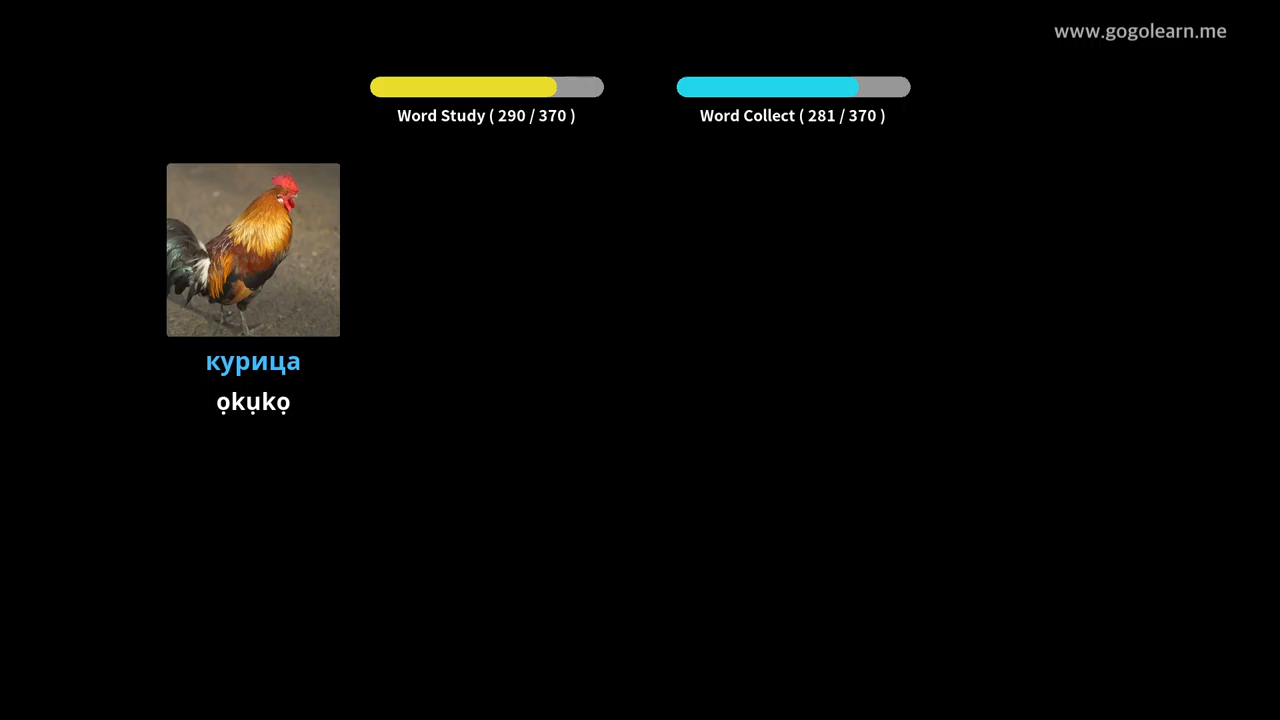 www.gogolearn.me
Word Study ( 290 / 370 )
Word Collect ( 281 / 370 )
курица
ọkụkọ